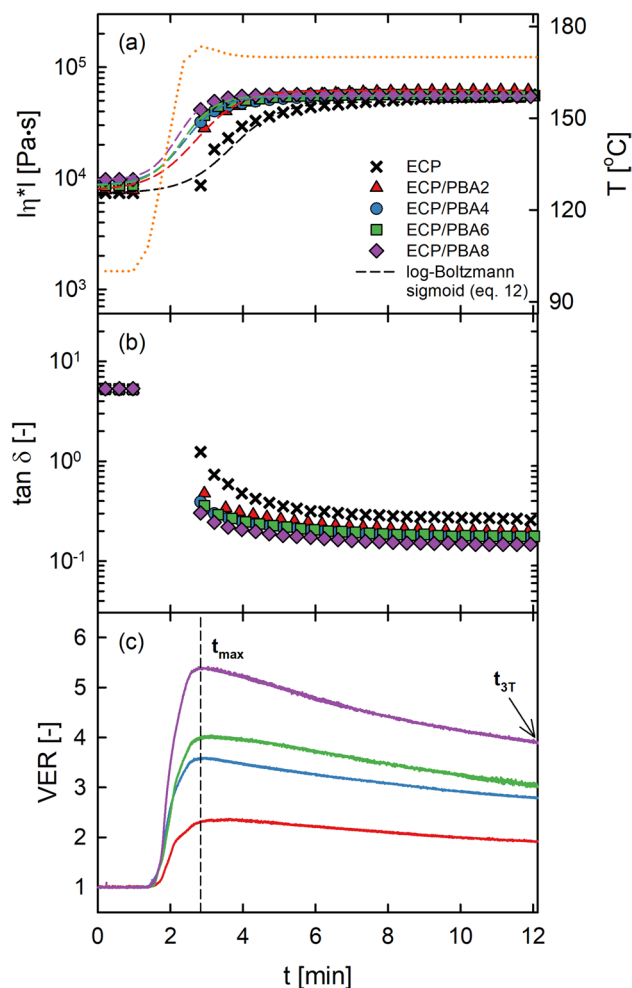 (a)
10⁵
10⁴
10³
|η*| [Pa·s]
180
150
120
90
T [°C]
ECP
ECP/PBA2
ECP/PBA4
ECP/PBA6
ECP/PBA8
log-Boltzmann
sigmoid (eq. 12)
(b)
10¹
10⁰
10⁻¹
tan δ [-]
(c)
6
5
4
3
2
1
VER [-]
tmax
t3T
0 2 4 6 8 10 12
t [min]